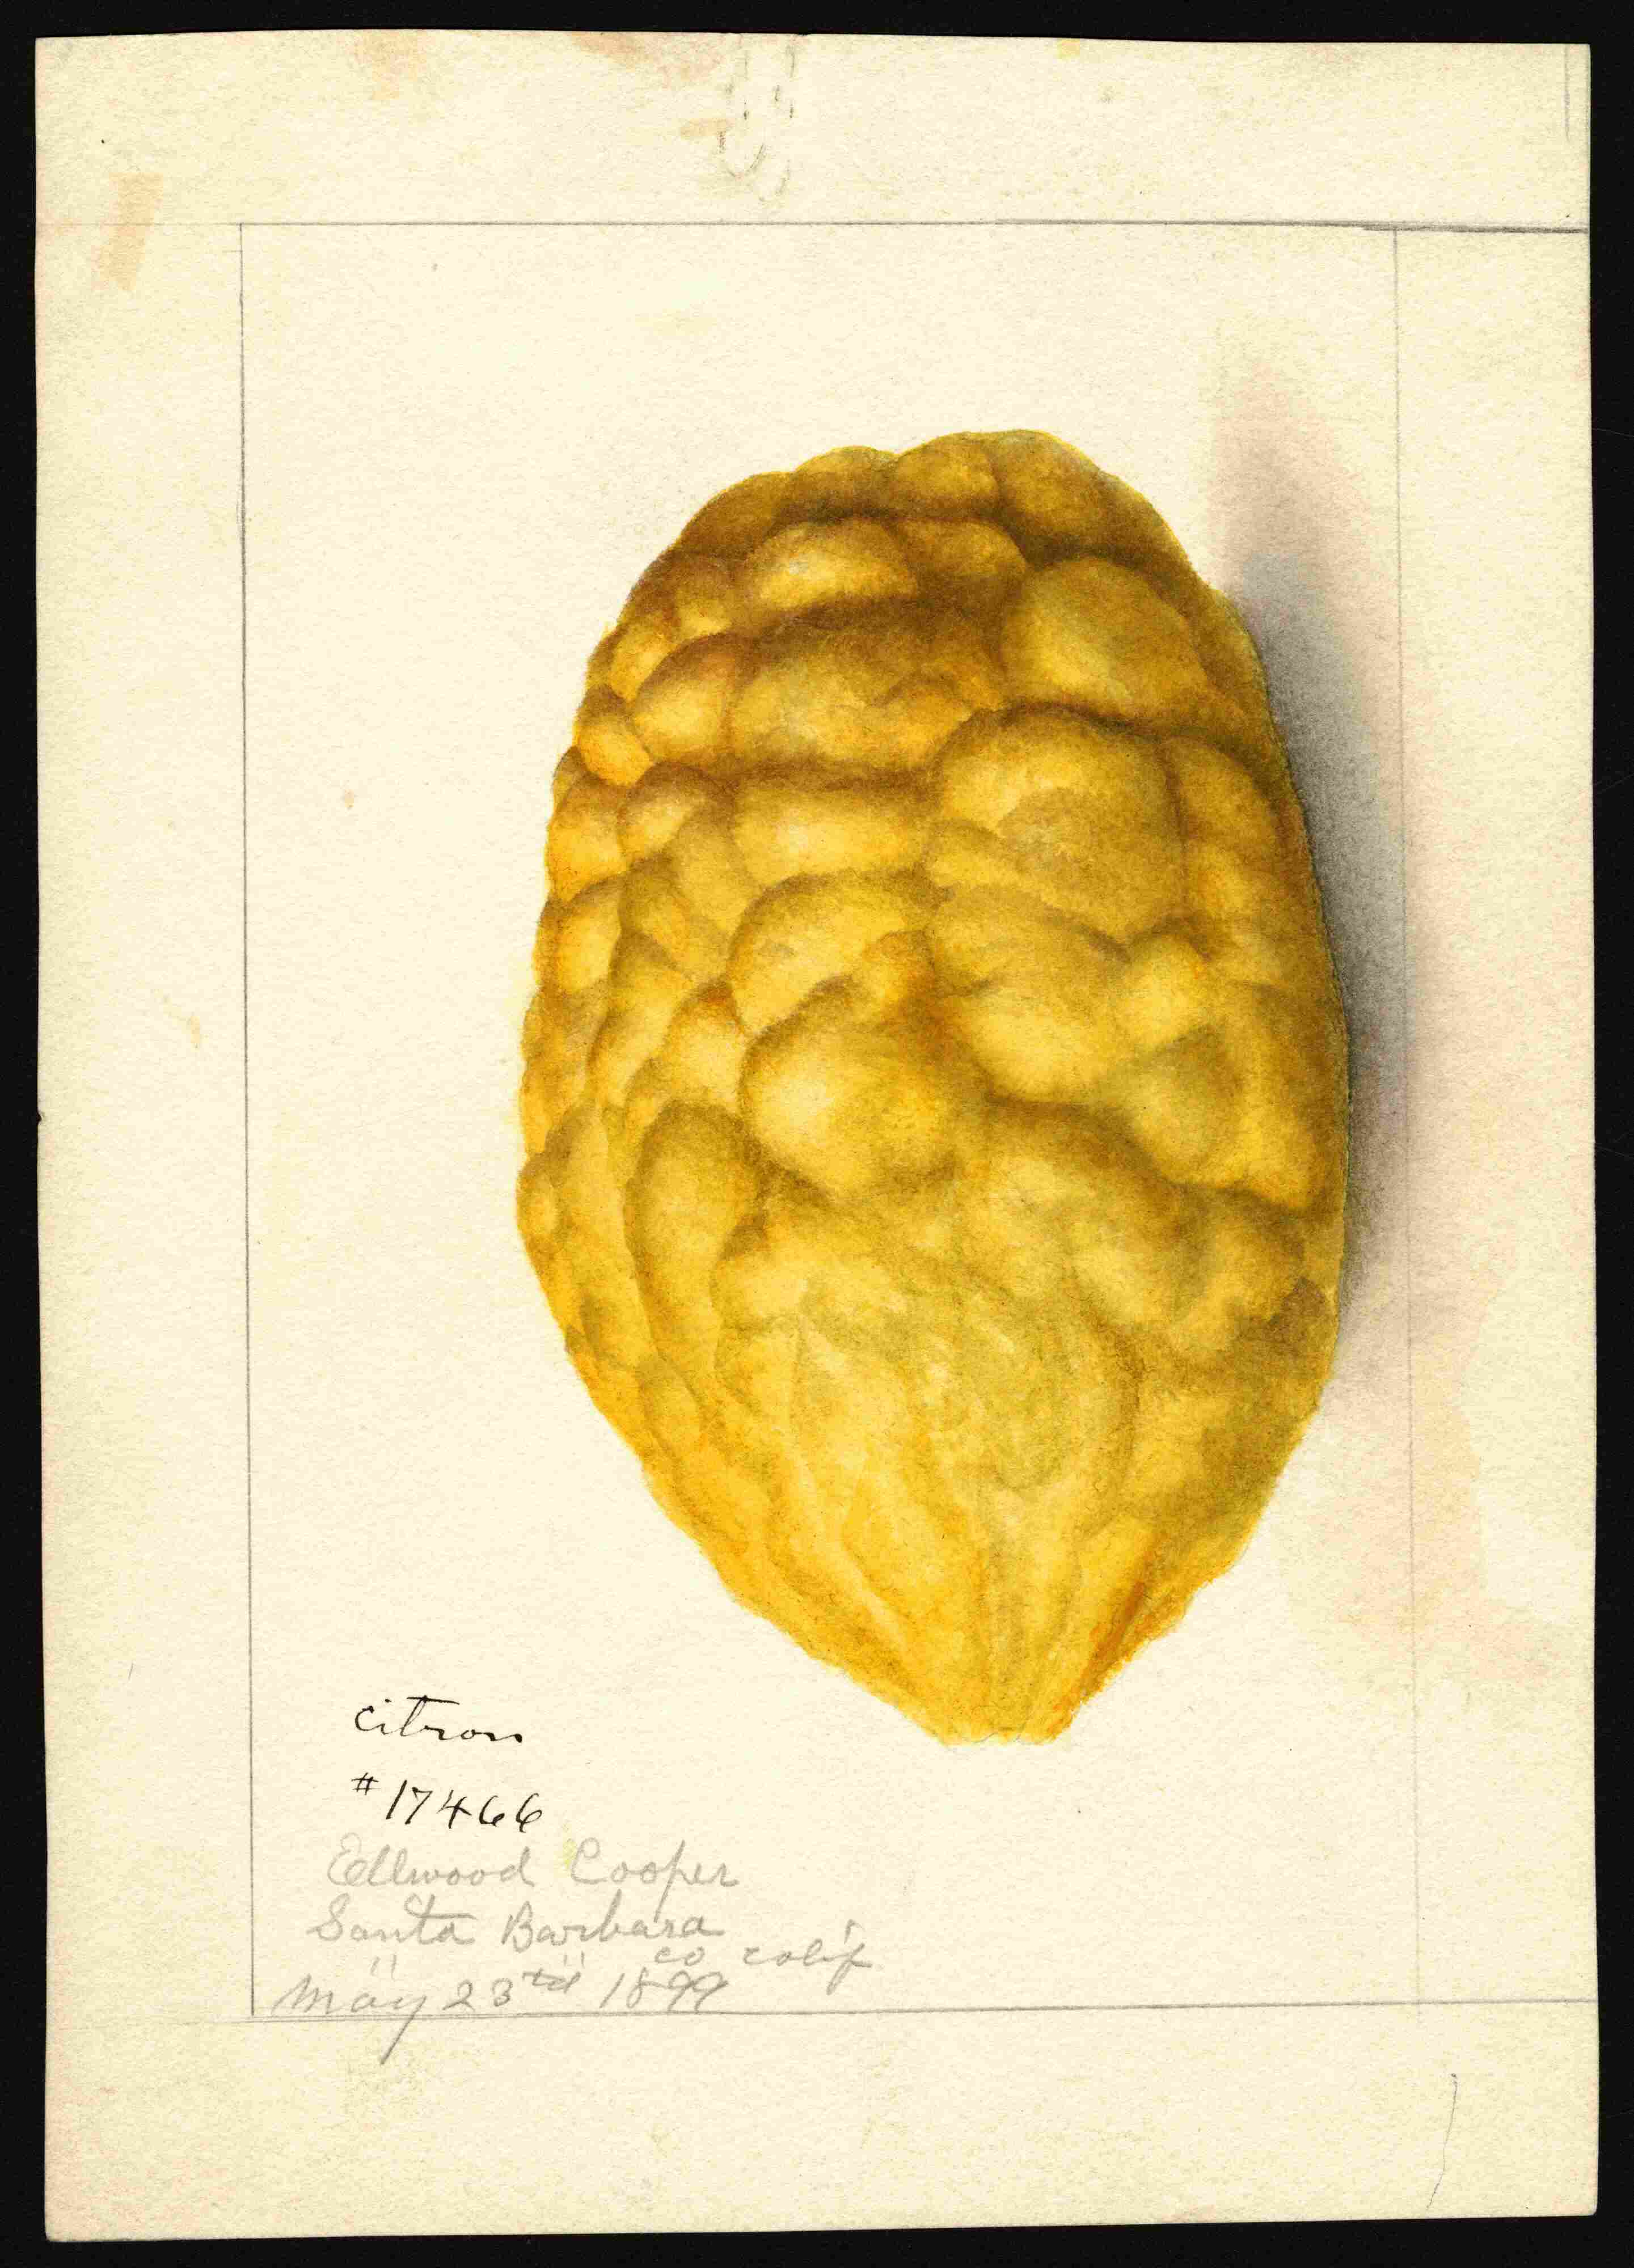 citron
#17466
Ellwood Cooper
Santa Barbara
" " co calif
May 23rd 1899